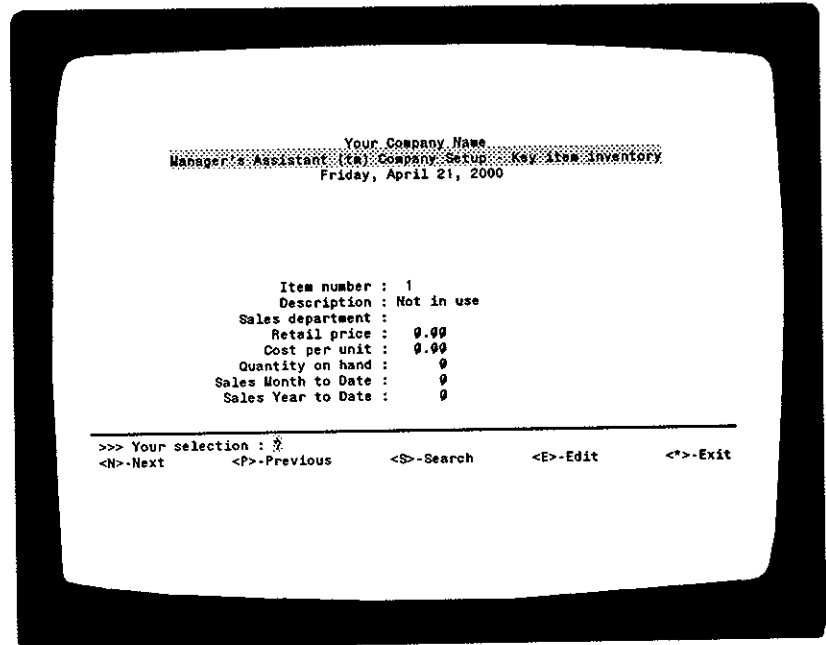 Your Company Name
Manager's Assistant (tm) Company Setup - Key item inventory
Friday, April 21, 2000
Item number : 1
Description : Not in use
Sales department :
Retail price : 0.00
Cost per unit : 0.00
Quantity on hand : 0
Sales Month to Date : 0
Sales Year to Date : 0
>>> Your selection : ?
<N>-Next <P>-Previous <S>-Search <E>-Edit <*>-Exit